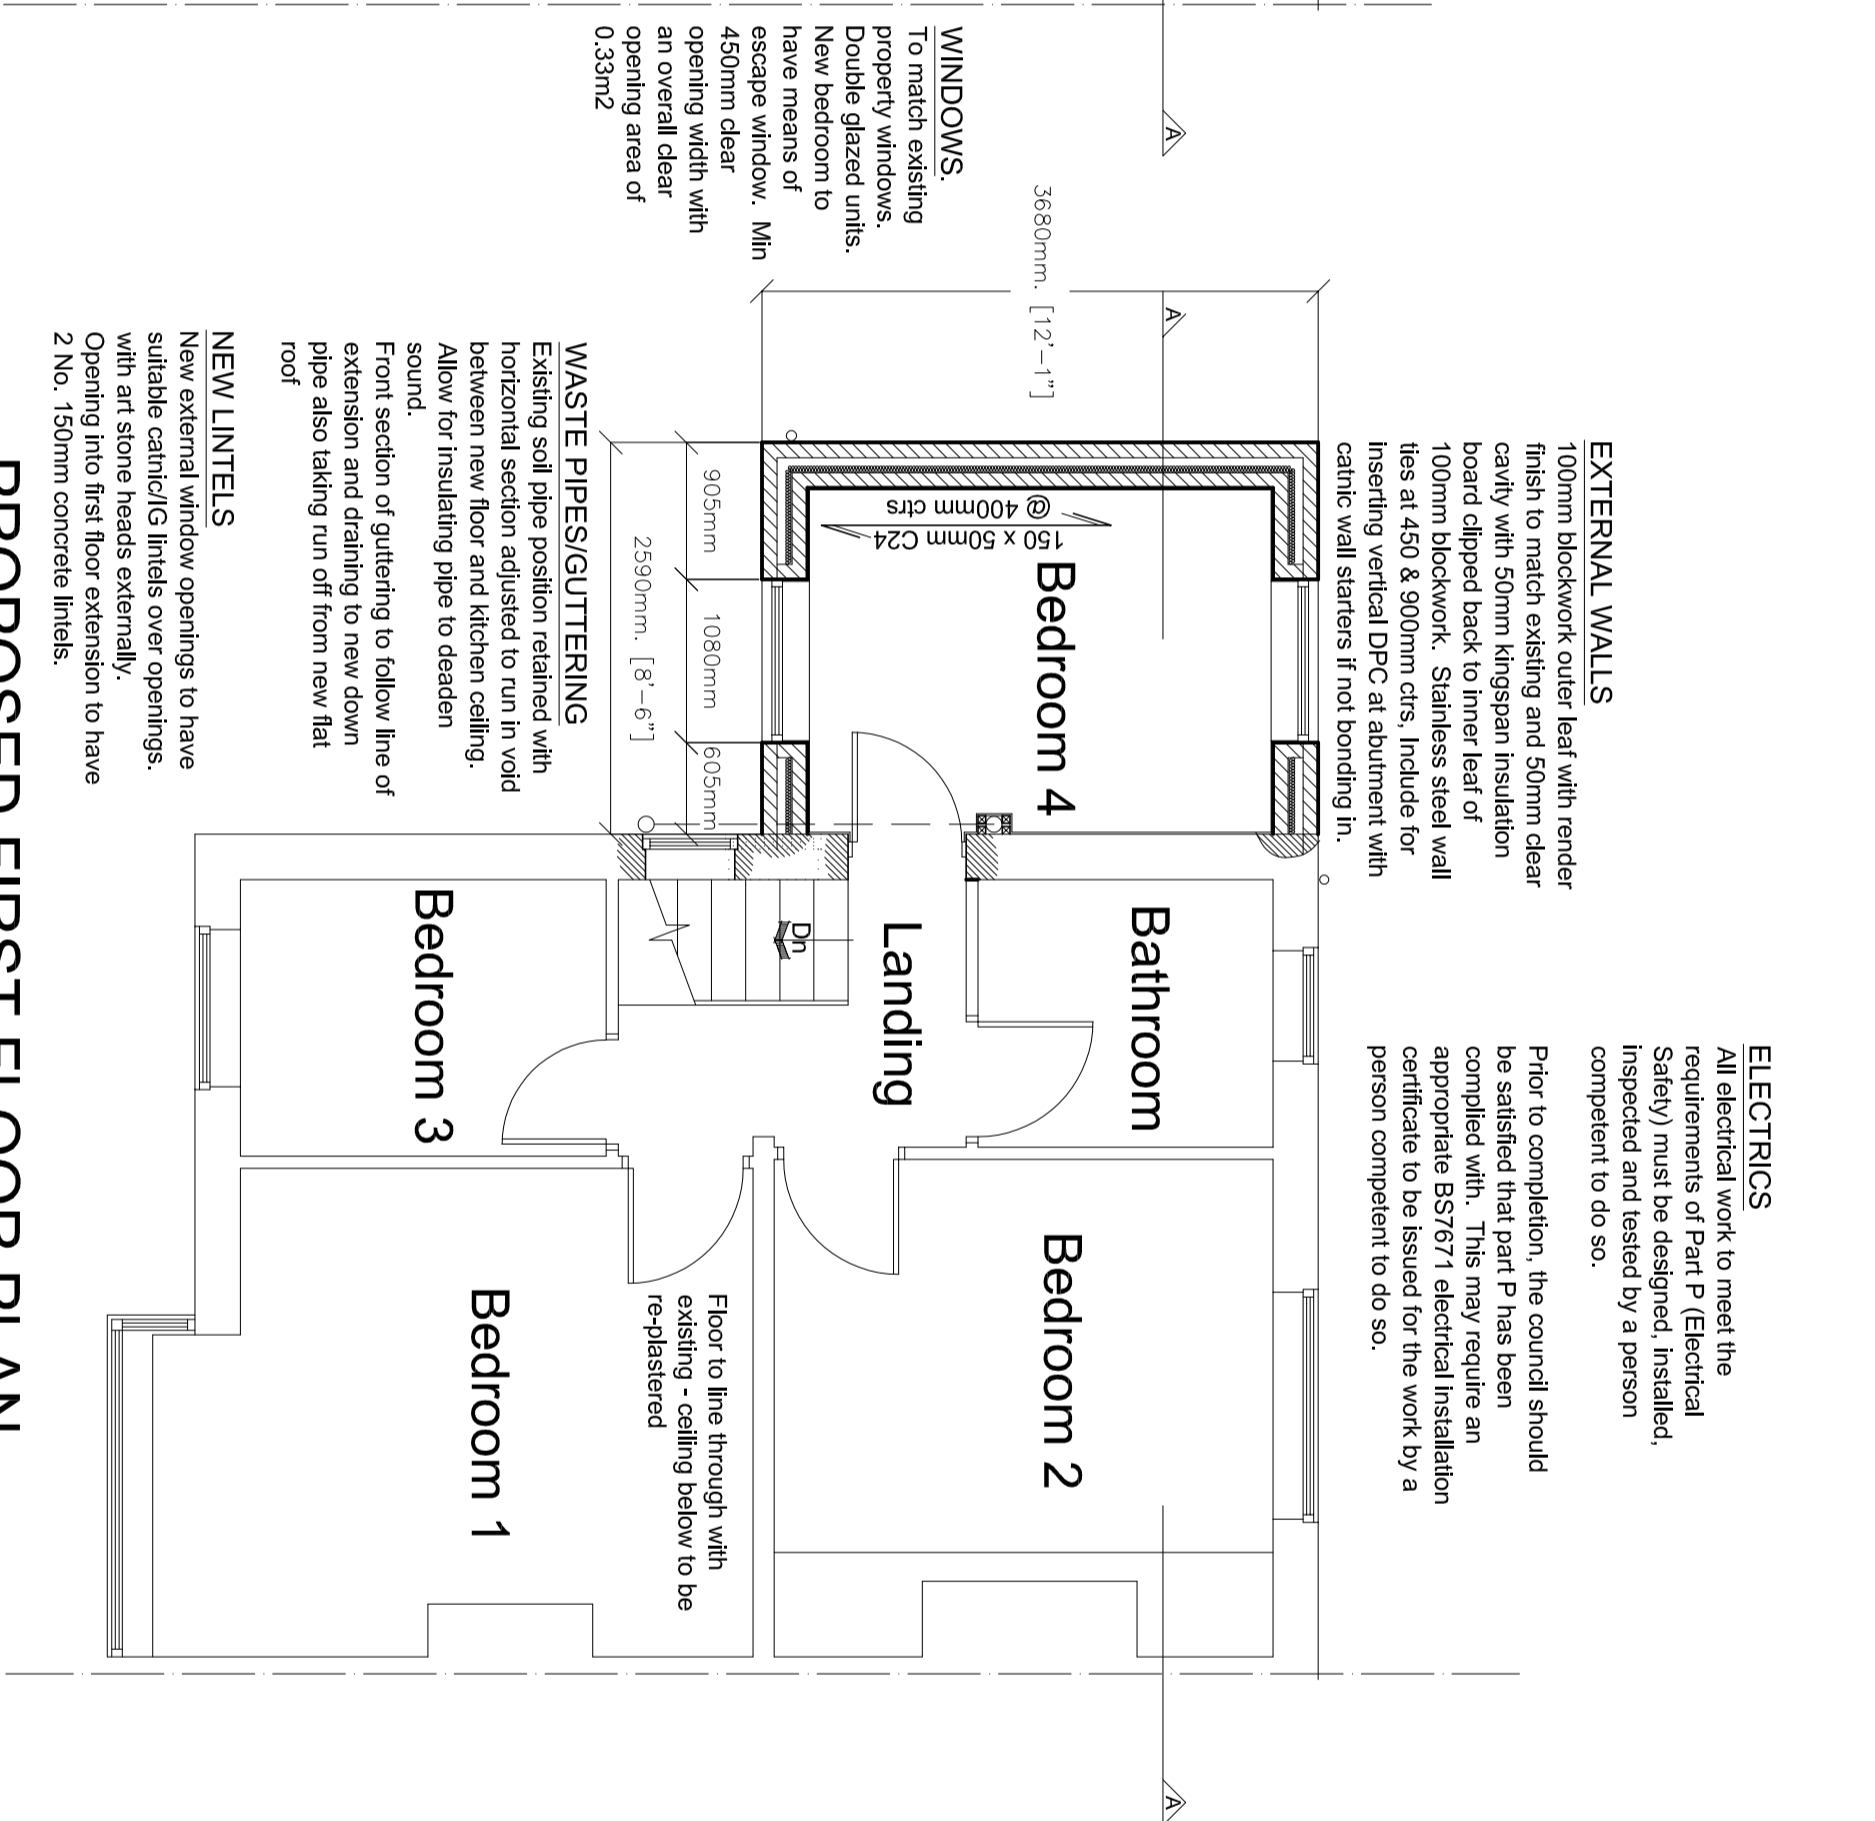 ELECTRICS
All electrical work to meet the
requirements of Part P (Electrical
Safety) must be designed, installed,
inspected and tested by a person
competent to do so.
Prior to completion, the council should
be satisfied that part P has been
complied with. This may require an
appropriate BS7671 electrical installation
certificate to be issued for the work by a
person competent to do so.
EXTERNAL WALLS
100mm blockwork outer leaf with render
finish to match existing and 50mm clear
cavity with 50mm kingspan insulation
board clipped back to inner leaf of
100mm blockwork. Stainless steel wall
ties at 450 & 900mm ctrs, Include for
inserting vertical DPC at abutment with
catnic wall starters if not bonding in.
A
A
A
3680mm. [12'-1"]
Bathroom
Bedroom 4
150 x 50mm C24
@ 400mm ctrs
Bedroom 2
Landing
Dn
WINDOWS.
To match existing
property windows.
Double glazed units.
New bedroom to
have means of
escape window. Min
450mm clear
opening width with
an overall clear
opening area of
0.33m2
905mm
1080mm
605mm
2590mm. [8'-6"]
Floor to line through with
existing - ceiling below to be
re-plastered
WASTE PIPES/GUTTERING
Existing soil pipe position retained with
horizontal section adjusted to run in void
between new floor and kitchen ceiling.
Allow for insulating pipe to deaden
sound.
Front section of guttering to follow line of
extension and draining to new down
pipe also taking run off from new flat
roof
Bedroom 1
Bedroom 3
NEW LINTELS
New external window openings to have
suitable catnic/IG lintels over openings.
with art stone heads externally.
Opening into first floor extension to have
2 No. 150mm concrete lintels.
PROPOSED FIRST FLOOR PLAN